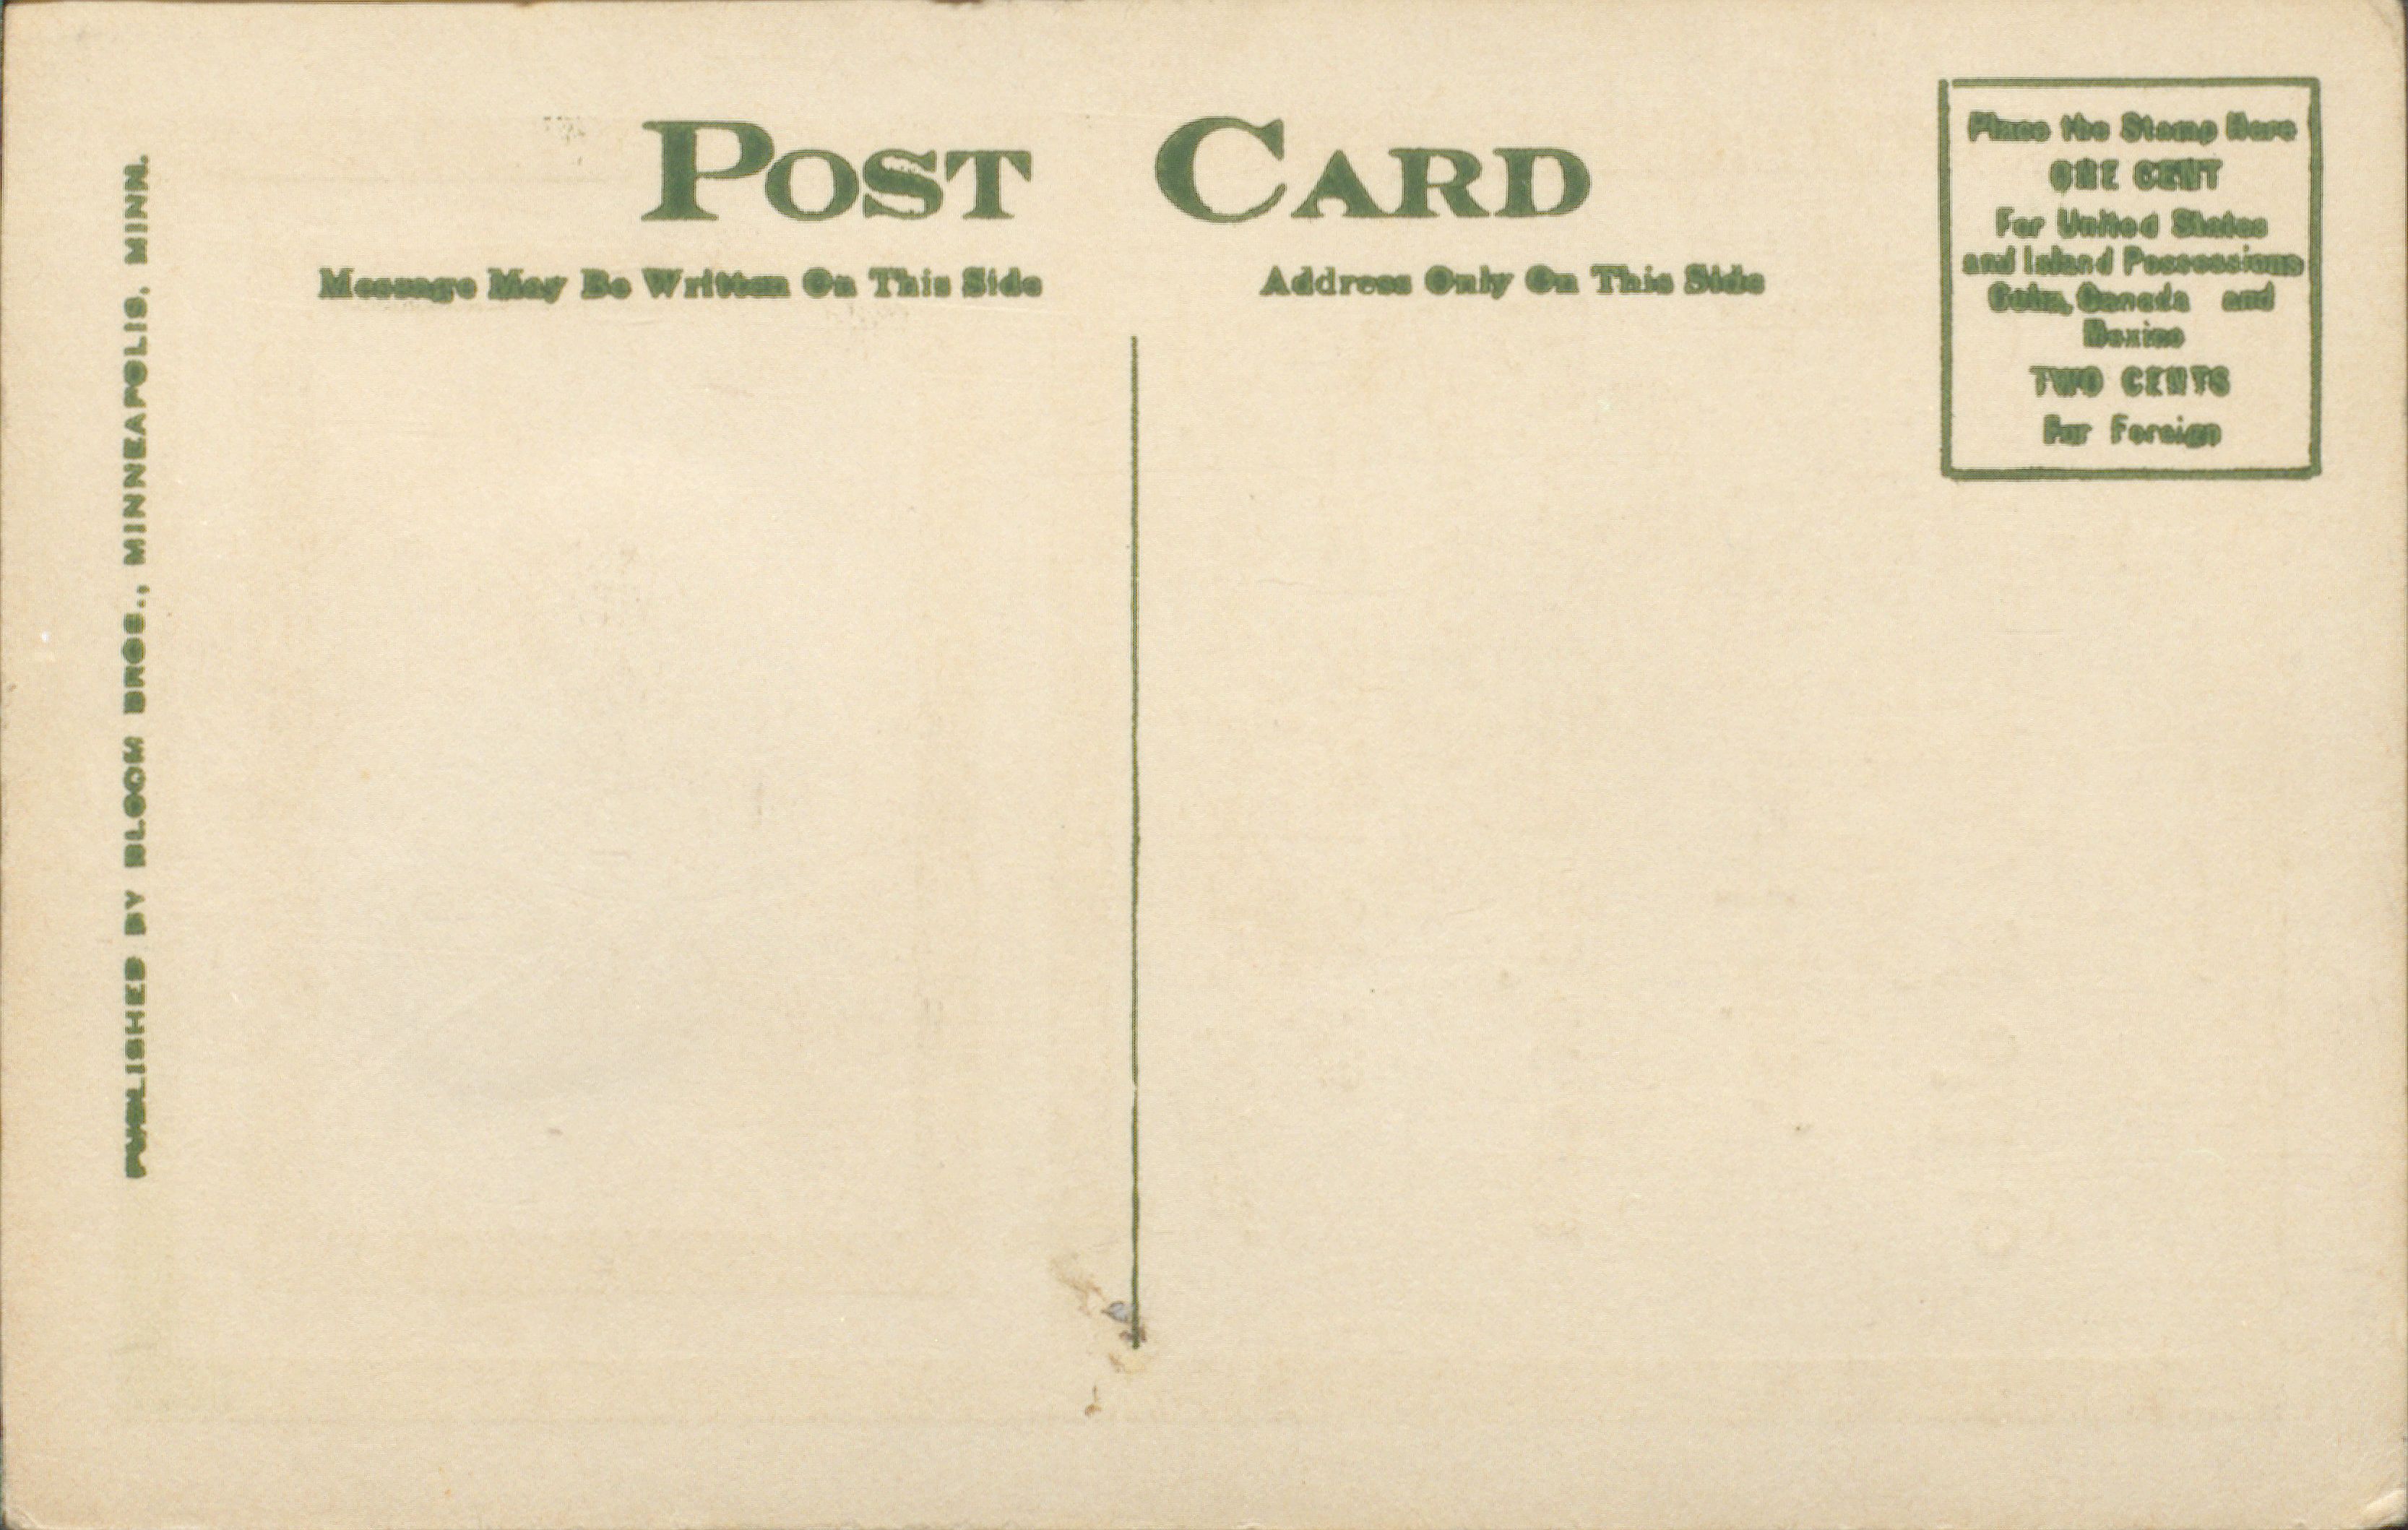 POST CARD
Message May Be Written On This Side
Address Only On This Side
Place the Stamp Here
ONE CENT
For United States
and Island Possessions
Cuba, Canada and
Mexico
TWO CENTS
For Foreign
PUBLISHED BY BLOOM BROS., MINNEAPOLIS, MINN.